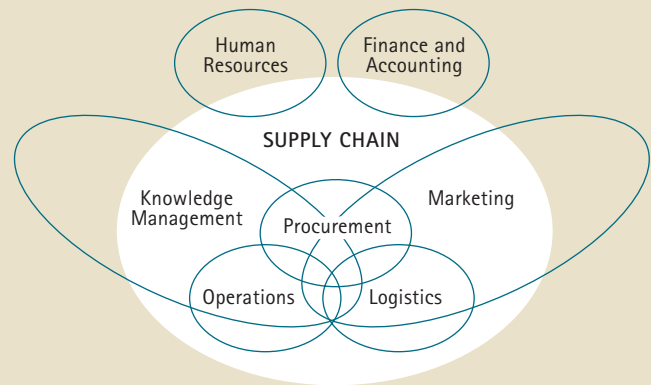 Human
Resources
Finance and
Accounting
SUPPLY CHAIN
Knowledge
Management
Marketing
Procurement
Operations
Logistics